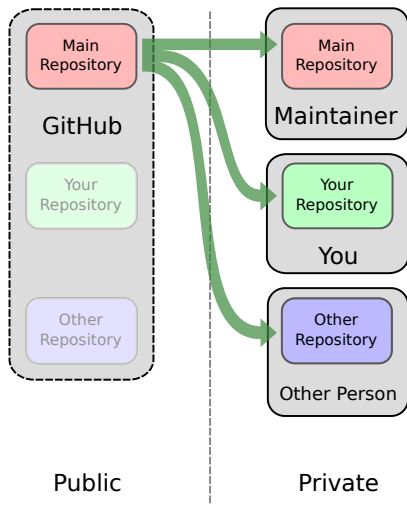 Main
Repository
GitHub
Your
Repository
Other
Repository
Public
Main
Repository
Maintainer
Your
Repository
You
Other
Repository
Other Person
Private